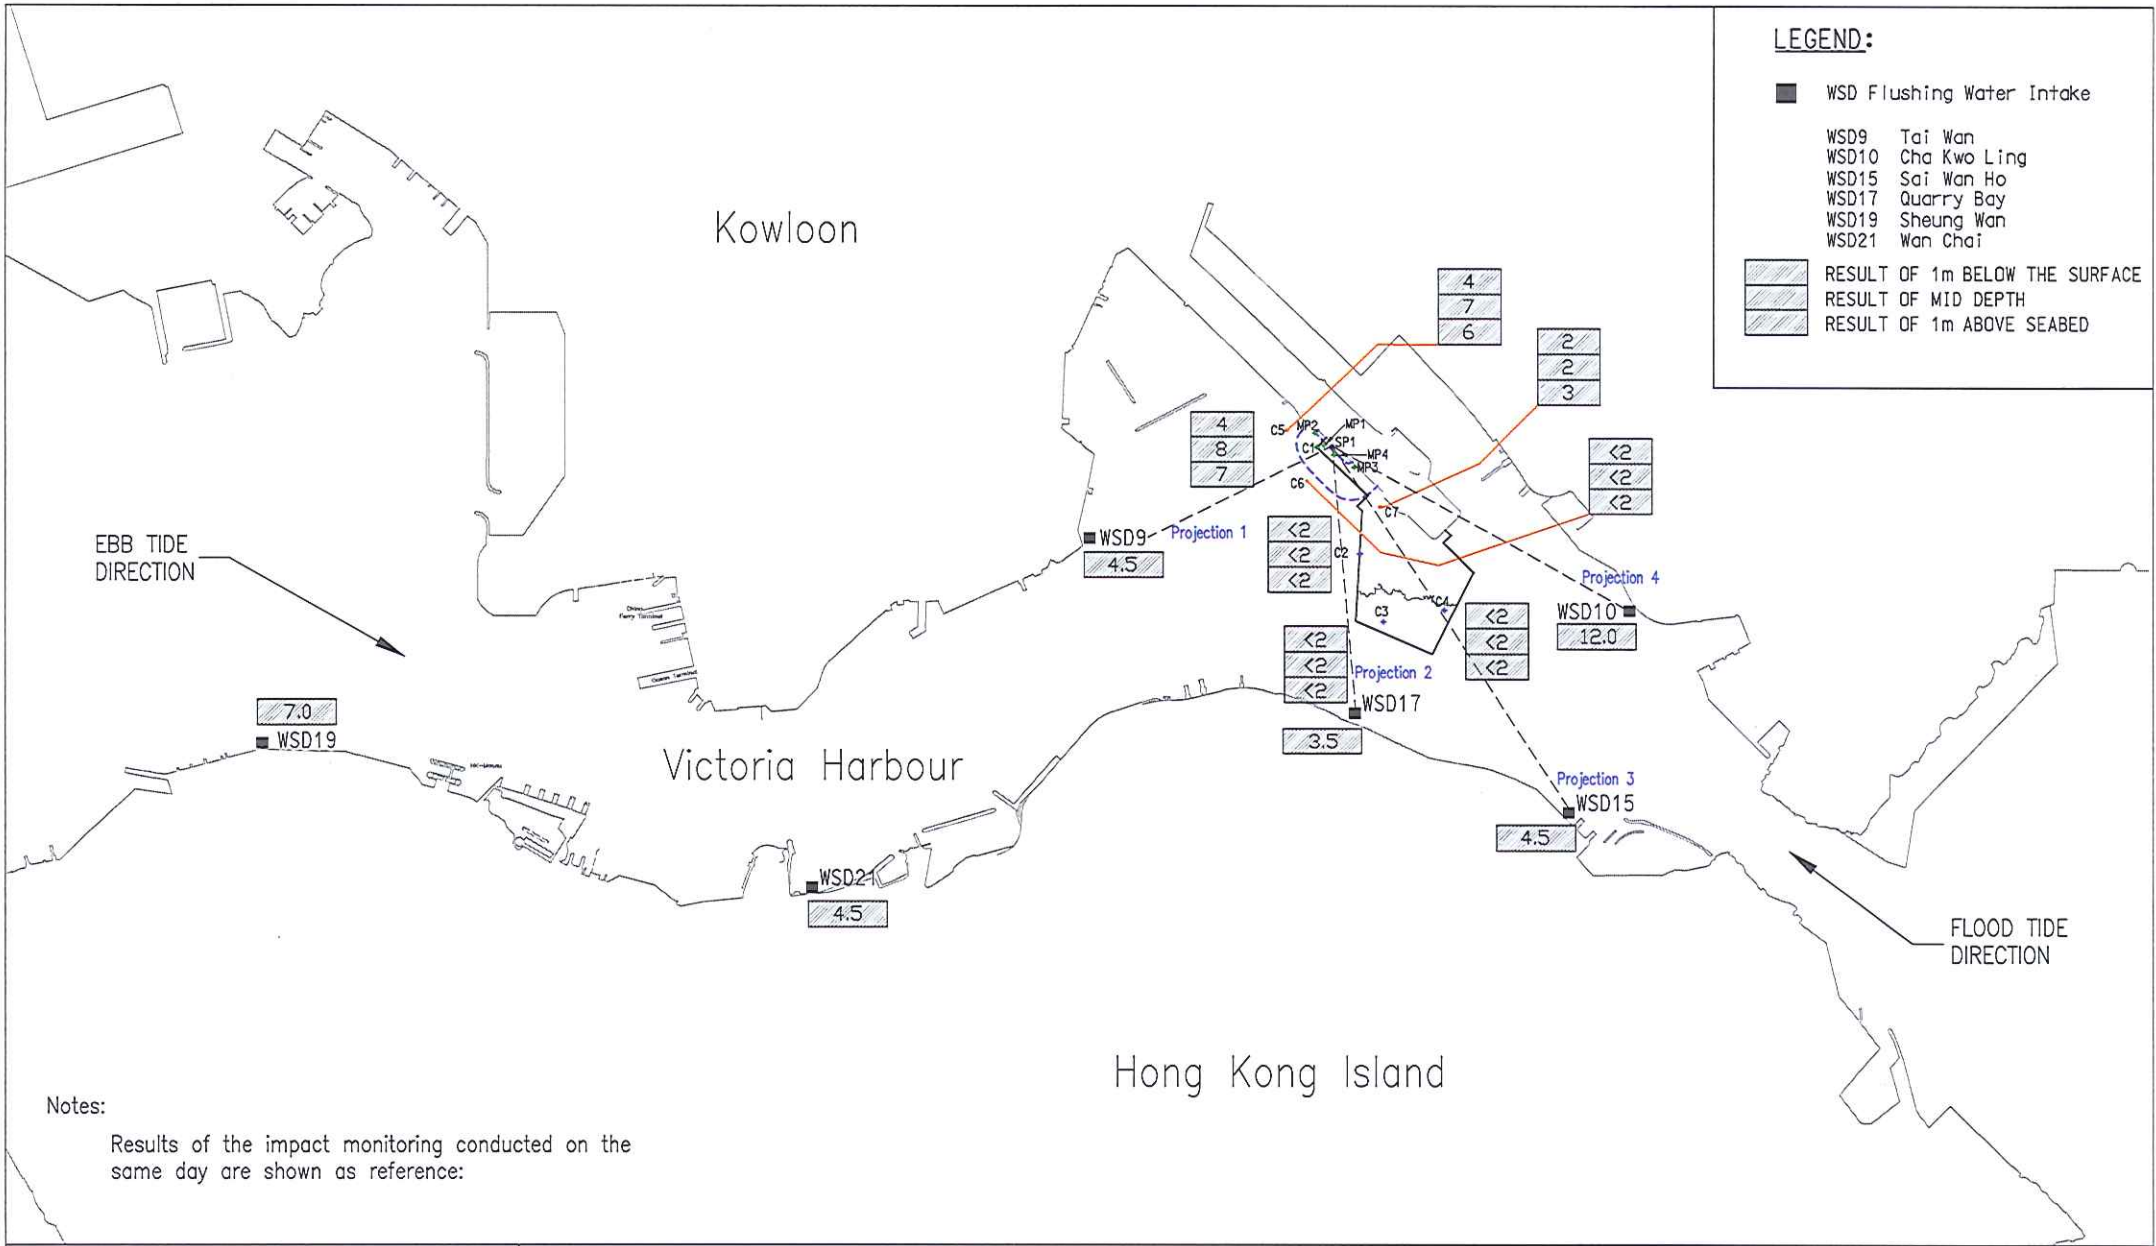 LEGEND:
WSD Flushing Water Intake
WSD9 Tai Wan
WSD10 Cha Kwo Ling
WSD15 Sai Wan Ho
WSD17 Quarry Bay
WSD19 Sheung Wan
WSD21 Wan Chai
RESULT OF 1m BELOW THE SURFACE
RESULT OF MID DEPTH
RESULT OF 1m ABOVE SEABED
Kowloon
4
7
6
2
2
3
4
8
7
C5
MP2
MP1
C1
SP1
MP4
MP3
C6
C7
<2
<2
<2
WSD9
Projection 1
4.5
<2
<2
<2
C2
EBB TIDE
DIRECTION
Projection 4
WSD10
12.0
C3
C4
<2
<2
<2
<2
<2
<2
Projection 2
WSD17
3.5
China
Ferry Terminal
Ocean Terminal
7.0
WSD19
Victoria Harbour
Projection 3
WSD15
4.5
WSD21
4.5
FLOOD TIDE
DIRECTION
Hong Kong Island
Notes:
Results of the impact monitoring conducted on the
same day are shown as reference: